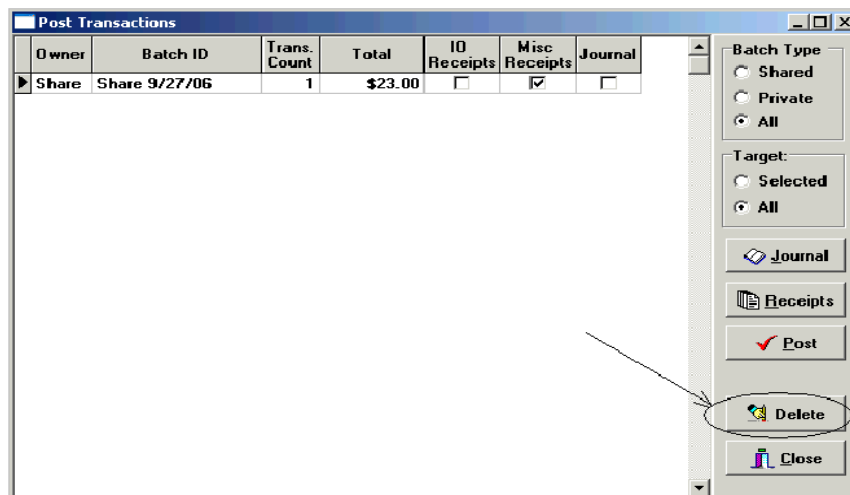 Post Transactions
Owner Batch ID Trans. Count Total IO Receipts Misc Receipts Journal
Share Share 9/27/06 1 $23.00
Batch Type
Shared
Private
All
Target:
Selected
All
Journal
Receipts
Post
Delete
Close